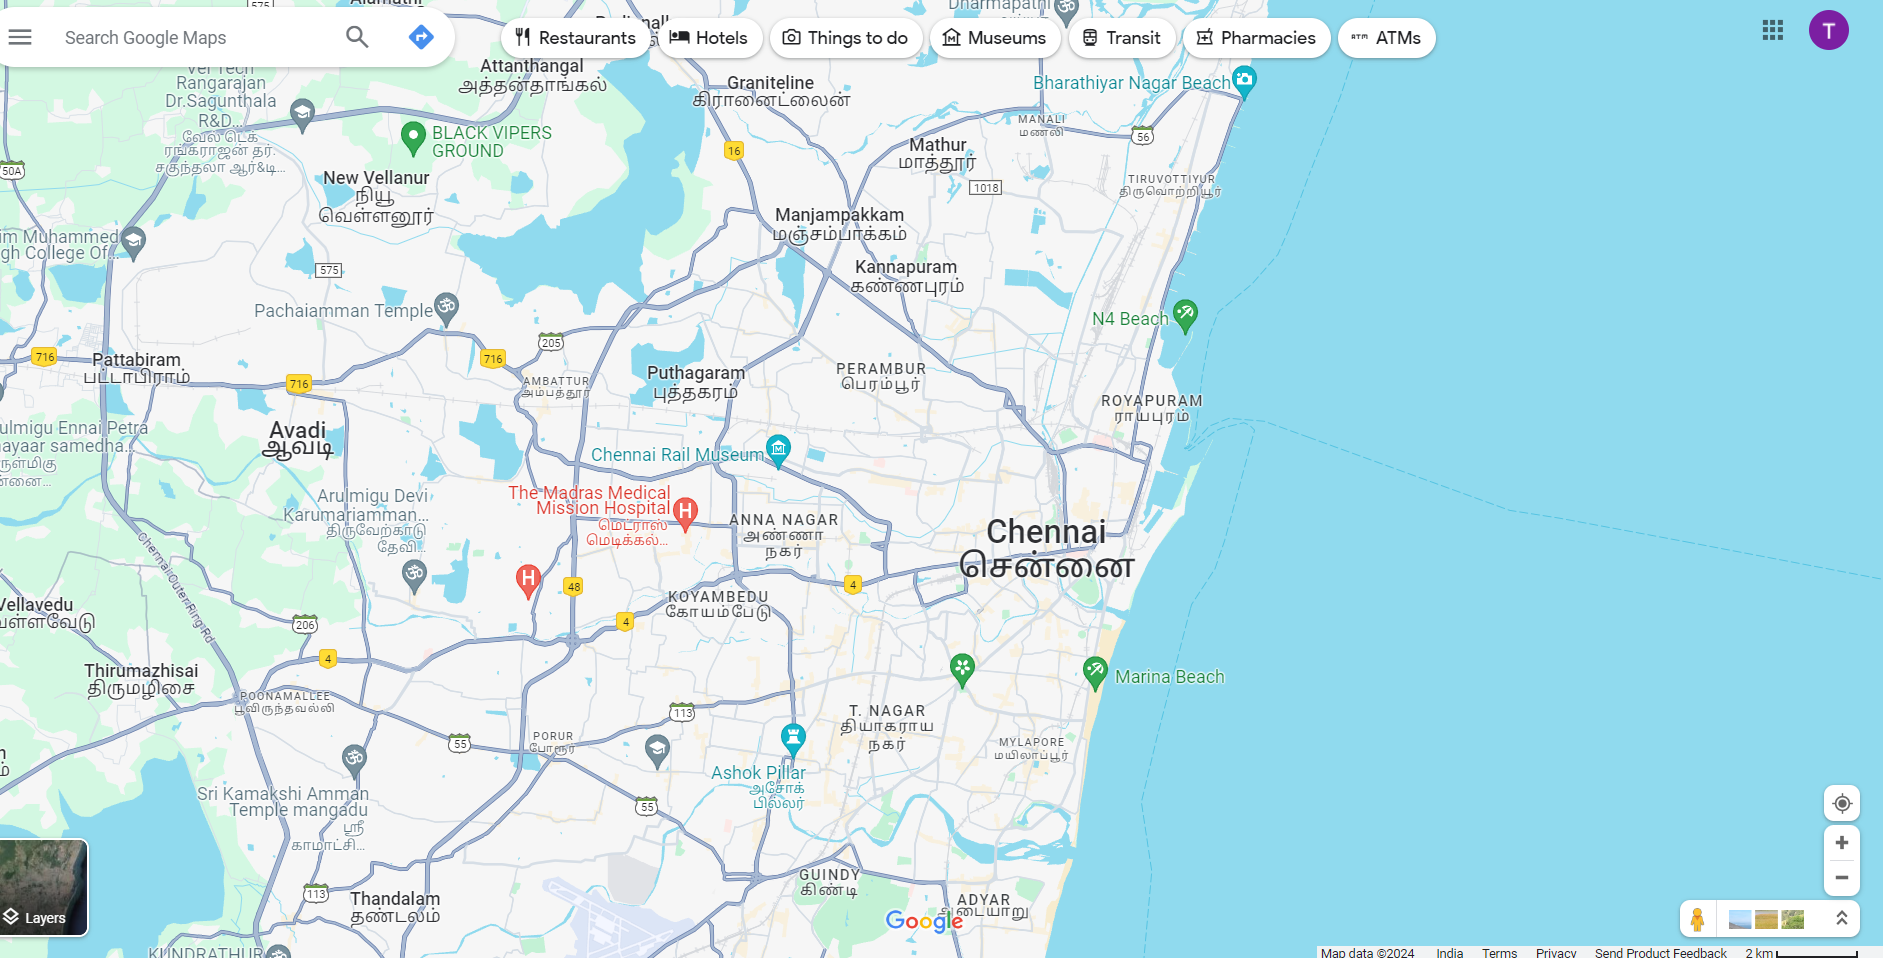 575
Search Google Maps
Restaurants
Hotels
Things to do
Museums
Transit
Pharmacies
ATMs
T
Attanthangal
அத்தன்தாங்கல்
Graniteline
கிரானைட்லைன்
Bharathiyar Nagar Beach
Vel Tech
Rangarajan
Dr.Sagunthala
R&D...
வேல் டெக்
ரங்கராஜன் தர்.
சகுந்தலா ஆர்&டி...
BLACK VIPERS
GROUND
MANALI
மணலி
56
16
Mathur
மாத்தூர்
50A
New Vellanur
நியூ
வெள்ளனூர்
1018
TIRUVOTTIYUR
திருவொற்றியூர்
Manjampakkam
மஞ்சம்பாக்கம்
im Muhammed
gh College Of...
575
Kannapuram
கண்ணபுரம்
Pachaiamman Temple
N4 Beach
205
716
Pattabiram
பட்டாபிராம்
716
716
AMBATTUR
அம்பத்தூர்
Puthagaram
புத்தகரம்
PERAMBUR
பெரம்பூர்
ROYAPURAM
ராயபுரம்
ulmigu Ennai Petra
ayaar samedha...
Avadi
ஆவடி
Chennai Rail Museum
Arulmigu Devi
Karumariamman...
திருவேற்காடு
தேவி...
The Madras Medical
Mission Hospital
மெட்ராஸ்
மெடிக்கல்...
ANNA NAGAR
அண்ணா
நகர்
Chennai
சென்னை
Chennai Outer Ring Rd
H
H
48
4
KOYAMBEDU
கோயம்பேடு
Vellavedu
206
4
4
Thirumazhisai
திருமழிசை
POONAMALLEE
பூவிருந்தவல்லி
Marina Beach
113
T. NAGAR
தியாகராய
நகர்
55
PORUR
போரூர்
MYLAPORE
மயிலாப்பூர்
Ashok Pillar
அசோக்
பில்லர்
Sri Kamakshi Amman
Temple mangadu
ஸ்ரீ
காமாட்சி...
55
GUINDY
கிண்டி
113
Thandalam
தண்டலம்
ADYAR
அடையாறு
Layers
Google
KUNDRATHUR
Map data ©2024
India
Terms
Privacy
Send Product Feedback
2 km